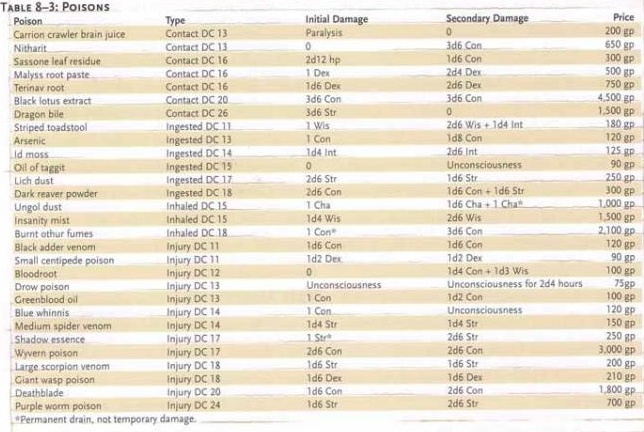 TABLE 8–3: POISONS
Poison Type Initial Damage Secondary Damage Price
Carrion crawler brain juice Contact DC 13 Paralysis 0 200 gp
Nitharit Contact DC 13 0 3d6 Con 650 gp
Sassone leaf residue Contact DC 16 2d12 hp 1d6 Con 300 gp
Malyss root paste Contact DC 16 1 Dex 2d4 Dex 500 gp
Terinav root Contact DC 16 1d6 Dex 2d6 Dex 750 gp
Black lotus extract Contact DC 20 3d6 Con 3d6 Con 4,500 gp
Dragon bile Contact DC 26 3d6 Str 0 1,500 gp
Striped toadstool Ingested DC 11 1 Wis 2d6 Wis + 1d4 Int 180 gp
Arsenic Ingested DC 13 1 Con 1d8 Con 120 gp
Id moss Ingested DC 14 1d4 Int 2d6 Int 125 gp
Oil of taggit Ingested DC 15 0 Unconsciousness 90 gp
Lich dust Ingested DC 17 2d6 Str 1d6 Str 250 gp
Dark reaver powder Ingested DC 18 2d6 Con 1d6 Con + 1d6 Str 300 gp
Ungol dust Inhaled DC 15 1 Cha 1d6 Cha + 1 Cha* 1,000 gp
Insanity mist Inhaled DC 15 1d4 Wis 2d6 Wis 1,500 gp
Burnt othur fumes Inhaled DC 18 1 Con* 3d6 Con 2,100 gp
Black adder venom Injury DC 11 1d6 Con 1d6 Con 120 gp
Small centipede poison Injury DC 11 1d2 Dex 1d2 Dex 90 gp
Bloodroot Injury DC 12 0 1d4 Con + 1d3 Wis 100 gp
Drow poison Injury DC 13 Unconsciousness Unconsciousness for 2d4 hours 75gp
Greenblood oil Injury DC 13 1 Con 1d2 Con 100 gp
Blue whinnis Injury DC 14 1 Con Unconsciousness 120 gp
Medium spider venom Injury DC 14 1d4 Str 1d4 Str 150 gp
Shadow essence Injury DC 17 1 Str* 2d6 Str 250 gp
Wyvern poison Injury DC 17 2d6 Con 2d6 Con 3,000 gp
Large scorpion venom Injury DC 18 1d6 Str 1d6 Str 200 gp
Giant wasp poison Injury DC 18 1d6 Dex 1d6 Dex 210 gp
Deathblade Injury DC 20 1d6 Con 2d6 Con 1,800 gp
Purple worm poison Injury DC 24 1d6 Str 2d6 Str 700 gp
*Permanent drain, not temporary damage.